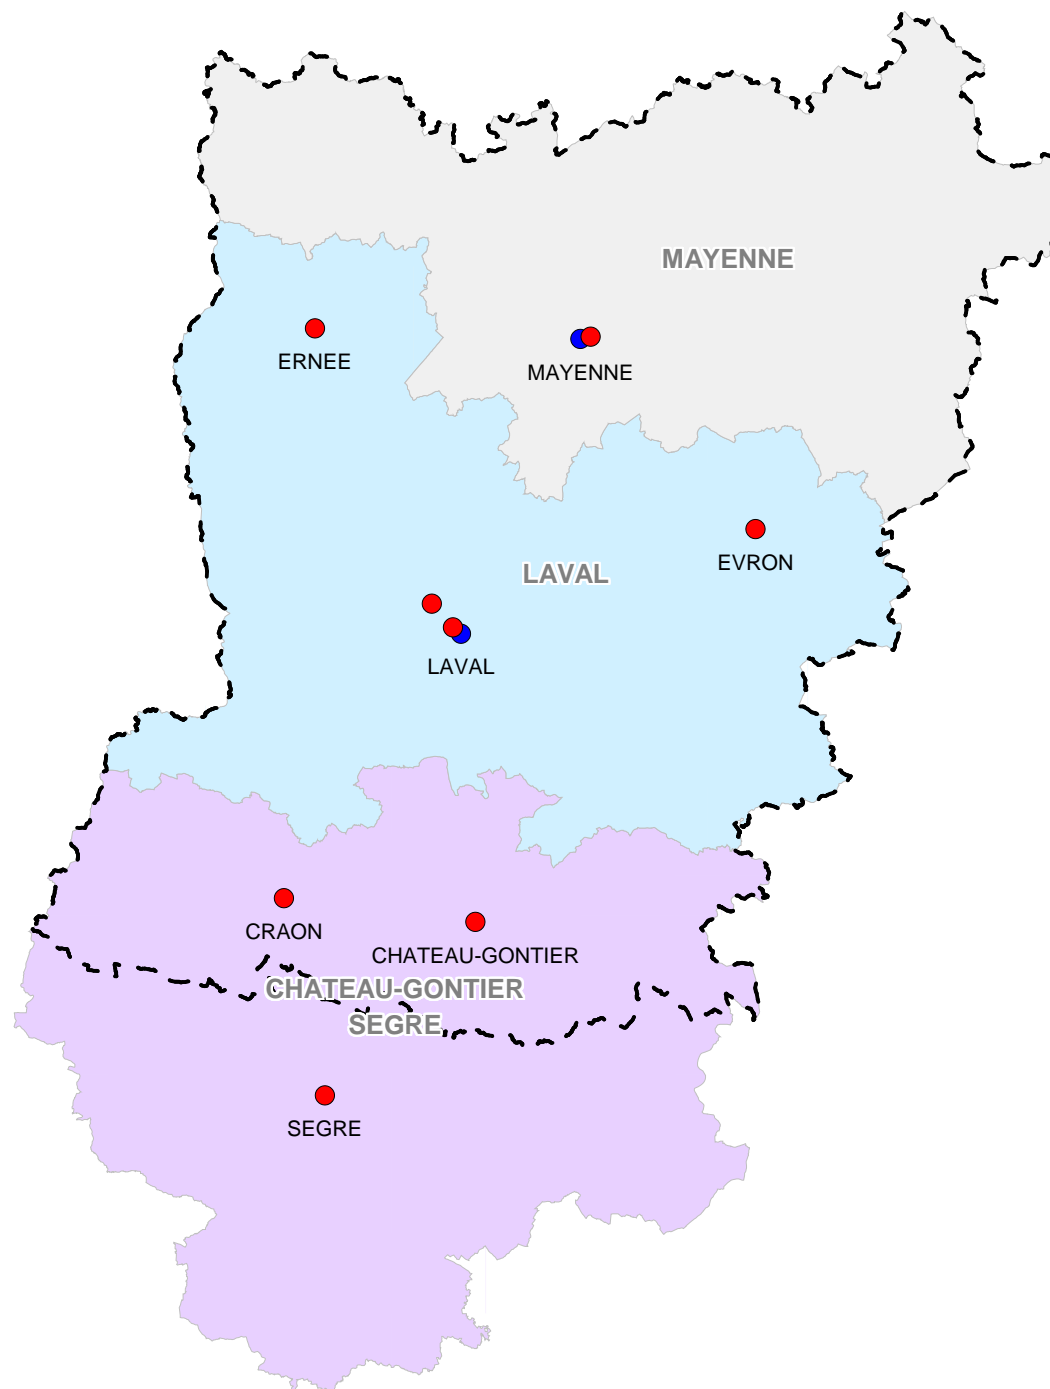 MAYENNE
ERNEE
MAYENNE
EVRON
LAVAL
LAVAL
CRAON
CHATEAU-GONTIER
CHATEAU-GONTIER
SEGRE
SEGRE